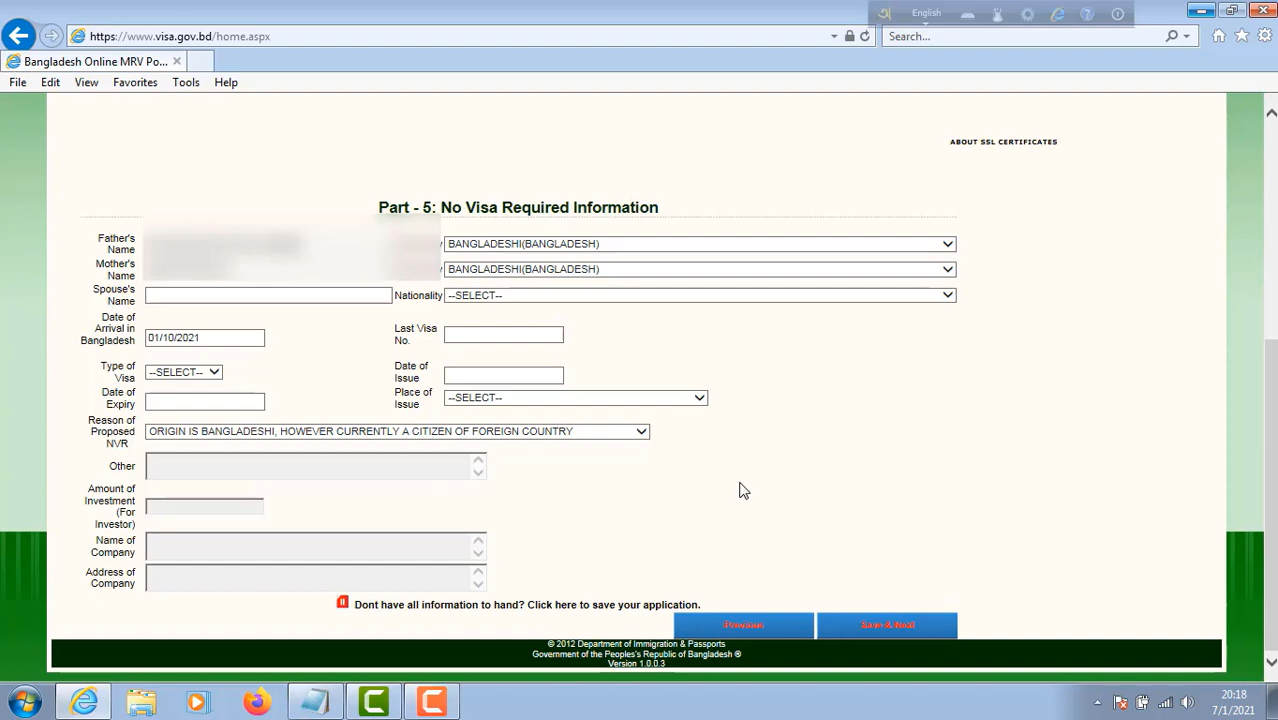 English
https://www.visa.gov.bd/home.aspx
Search...
Bangladesh Online MRV Po...
File Edit View Favorites Tools Help
ABOUT SSL CERTIFICATES
Part - 5: No Visa Required Information
Father's Name BANGLADESHI(BANGLADESH)
Mother's Name BANGLADESHI(BANGLADESH)
Spouse's Name Nationality --SELECT--
Date of Arrival in Bangladesh 01/10/2021 Last Visa No.
Type of Visa --SELECT-- Date of Issue
Date of Expiry Place of Issue --SELECT--
Reason of Proposed NVR ORIGIN IS BANGLADESHI, HOWEVER CURRENTLY A CITIZEN OF FOREIGN COUNTRY
Other
Amount of Investment (For Investor)
Name of Company
Address of Company
Dont have all information to hand? Click here to save your application.
Previous Save & Next
© 2012 Department of Immigration & Passports
Government of the Peoples's Republic of Bangladesh ®
Version 1.0.0.3
20:18
7/1/2021